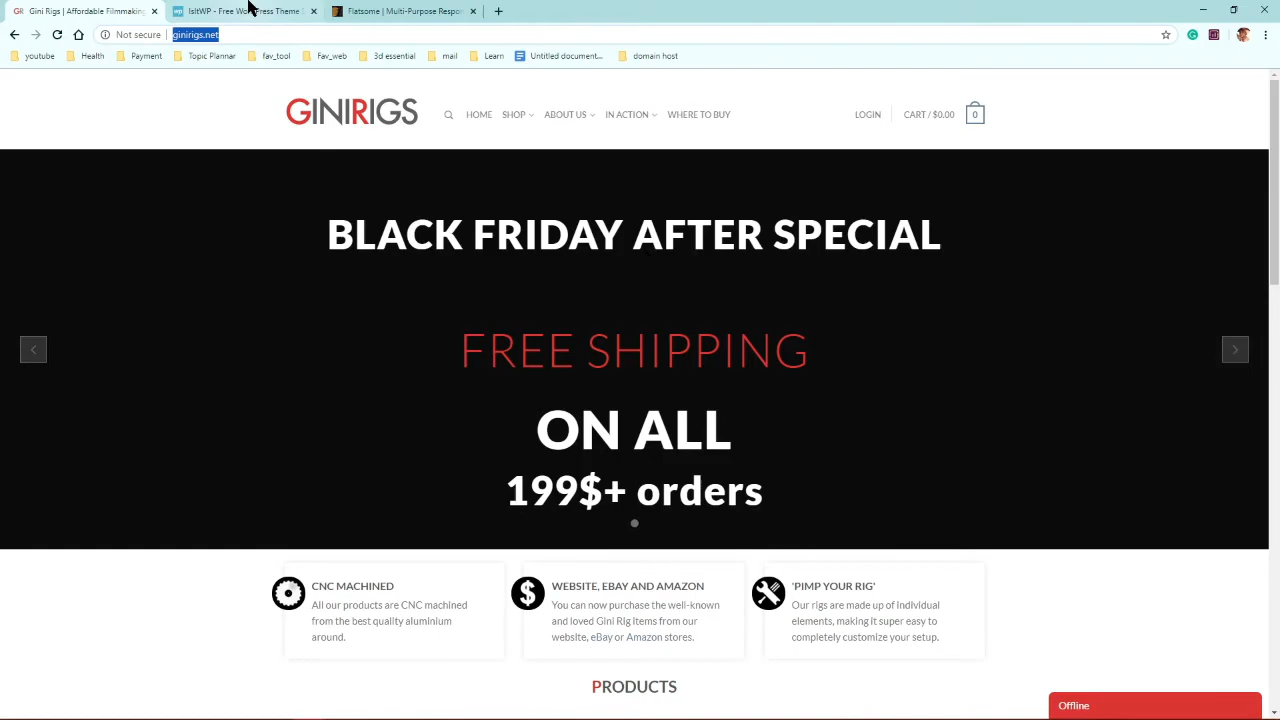 Gini Rigs | Affordable Filmmaking
IsItWP - Free WordPress Theme
Flatsome | Multi-Purpose Respon
Not secure
ginirigs.net
youtube
Health
Payment
Topic Plannar
fav_tool
Fav_web
3d essential
mail
Learn
Untitled document...
domain host
GINIRIGS
HOME
SHOP
ABOUT US
IN ACTION
WHERE TO BUY
LOGIN
CART / $0.00
0
BLACK FRIDAY AFTER SPECIAL
FREE SHIPPING
ON ALL
199$+ orders
CNC MACHINED
All our products are CNC machined
from the best quality aluminium
around.
WEBSITE, EBAY AND AMAZON
You can now purchase the well-known
and loved Gini Rig items from our
website, eBay or Amazon stores.
'PIMP YOUR RIG'
Our rigs are made up of individual
elements, making it super easy to
completely customize your setup.
PRODUCTS
Offline